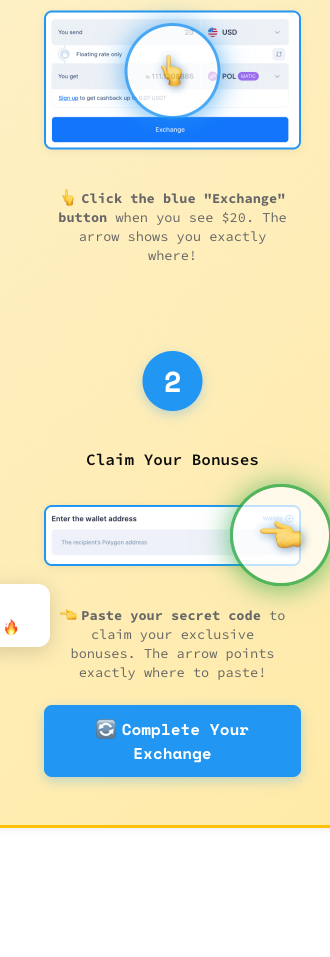 You send
20
USD
Floating rate only
You get
POL MATIC
Sign up to get cashback up to 0.07 USDT
Exchange
Click the blue "Exchange"
button when you see $20. The
arrow shows you exactly
where!
2
Claim Your Bonuses
Enter the wallet address
The recipient's Polygon address
Paste your secret code to
claim your exclusive
bonuses. The arrow points
exactly where to paste!
Complete Your
Exchange